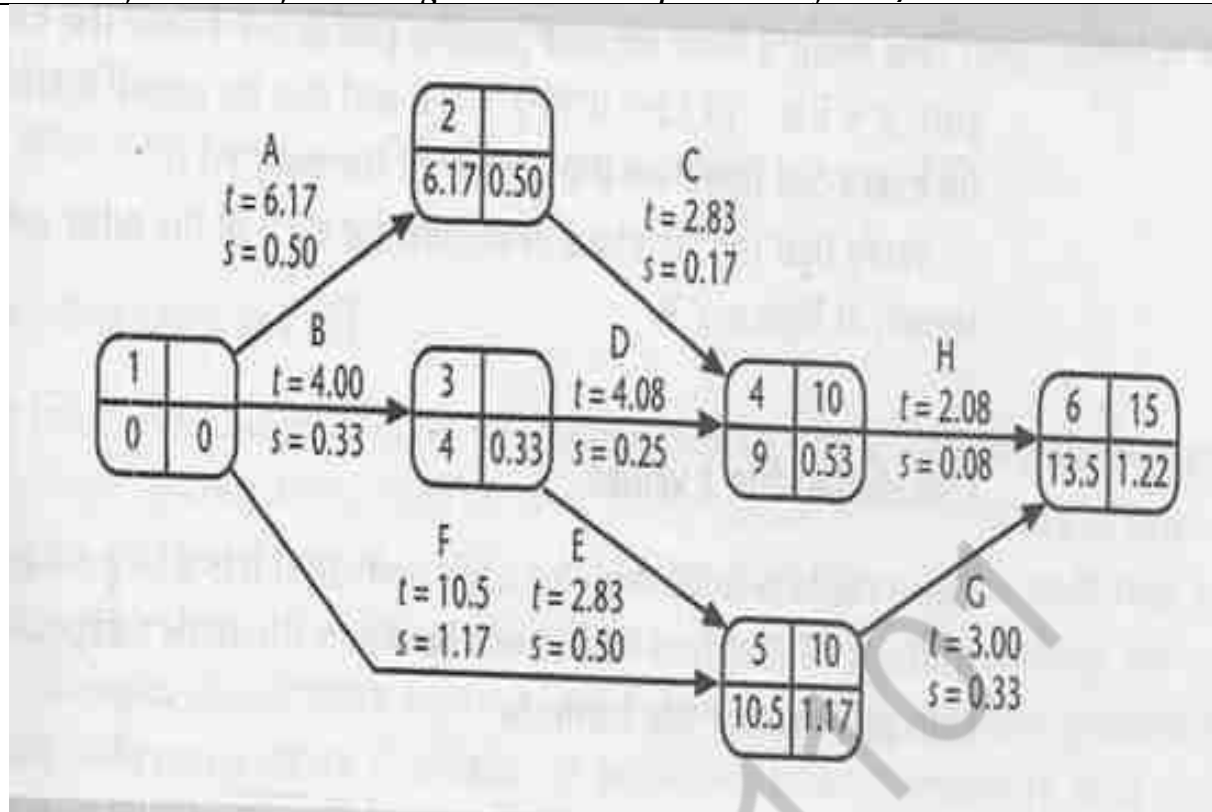 2
6.17 0.50
A
t = 6.17
s = 0.50
C
t = 2.83
s = 0.17
1
0 0
B
t = 4.00
s = 0.33
3
4 0.33
D
t = 4.08
s = 0.25
4 10
9 0.53
H
t = 2.08
s = 0.08
6 15
13.5 1.22
F
t = 10.5
s = 1.17
E
t = 2.83
s = 0.50
5 10
10.5 1.17
G
t = 3.00
s = 0.33